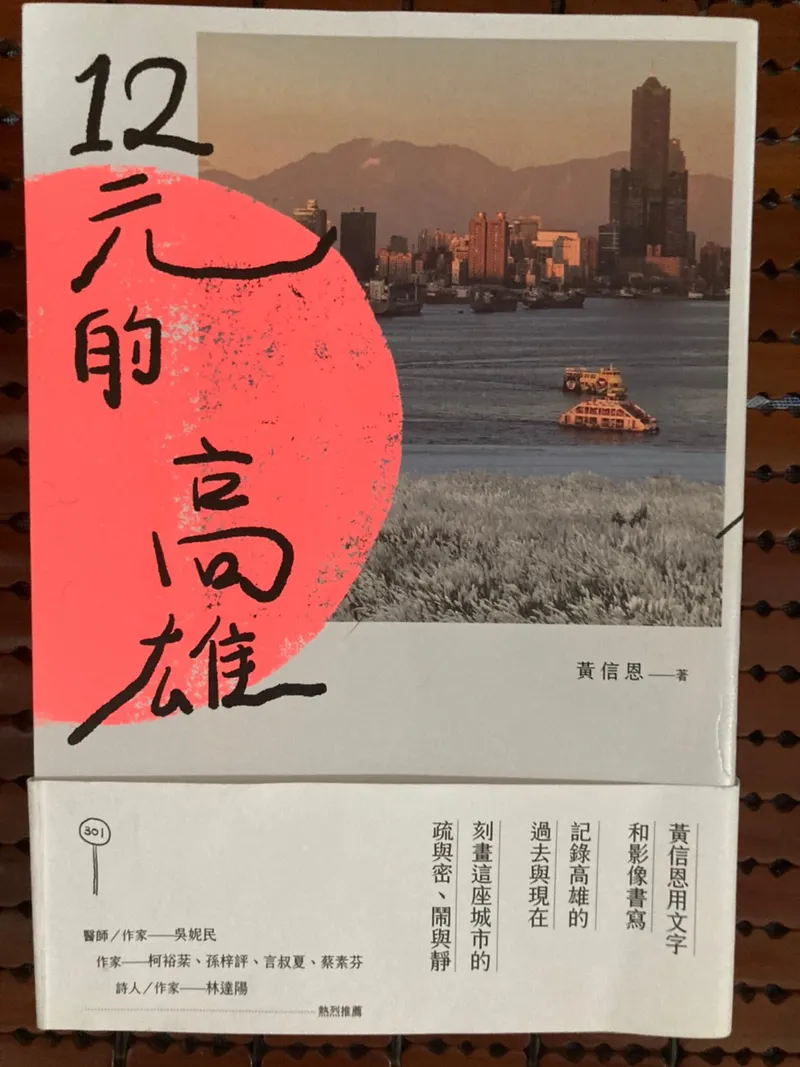 12元的高雄
黃信恩──著
黃信恩用文字
和影像書寫
記錄高雄的
過去與現在
刻畫這座城市的
疏與密、鬧與靜
301
醫師／作家──吳妮民
作家──柯裕棻、孫梓評、言叔夏、蔡素芬
詩人／作家──林達陽
熱烈推薦